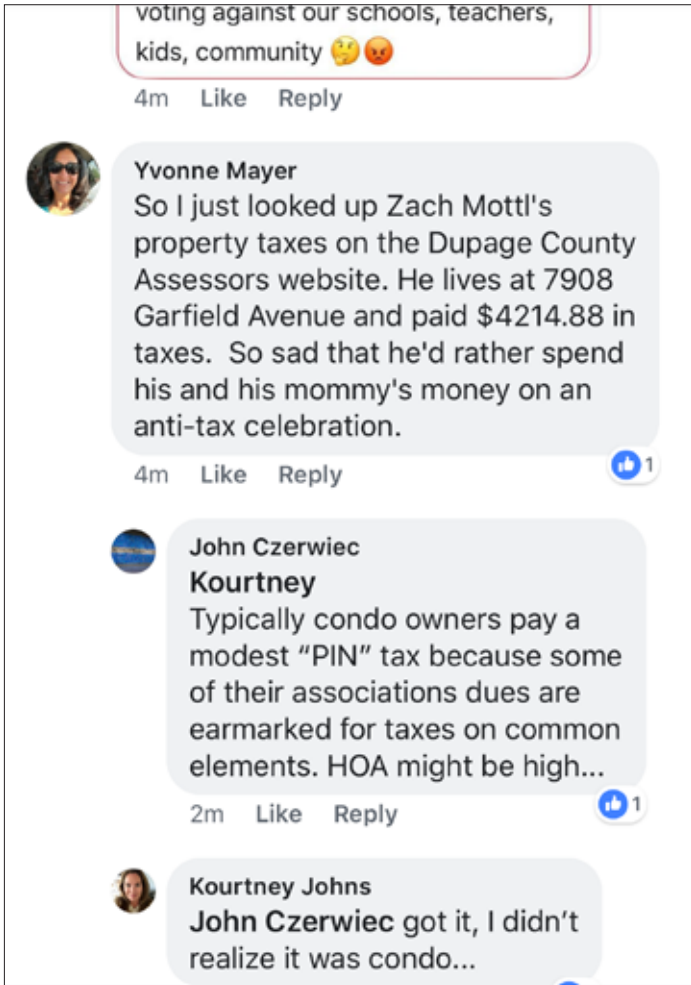 voting against our schools, teachers,
kids, community 🤔😡
4m Like Reply
Yvonne Mayer
So I just looked up Zach Mottl's
property taxes on the Dupage County
Assessors website. He lives at 7908
Garfield Avenue and paid $4214.88 in
taxes.  So sad that he'd rather spend
his and his mommy's money on an
anti-tax celebration.
4m Like Reply 1
John Czerwiec
Kourtney
Typically condo owners pay a
modest “PIN” tax because some
of their associations dues are
earmarked for taxes on common
elements. HOA might be high...
2m Like Reply 1
Kourtney Johns
John Czerwiec got it, I didn’t
realize it was condo...